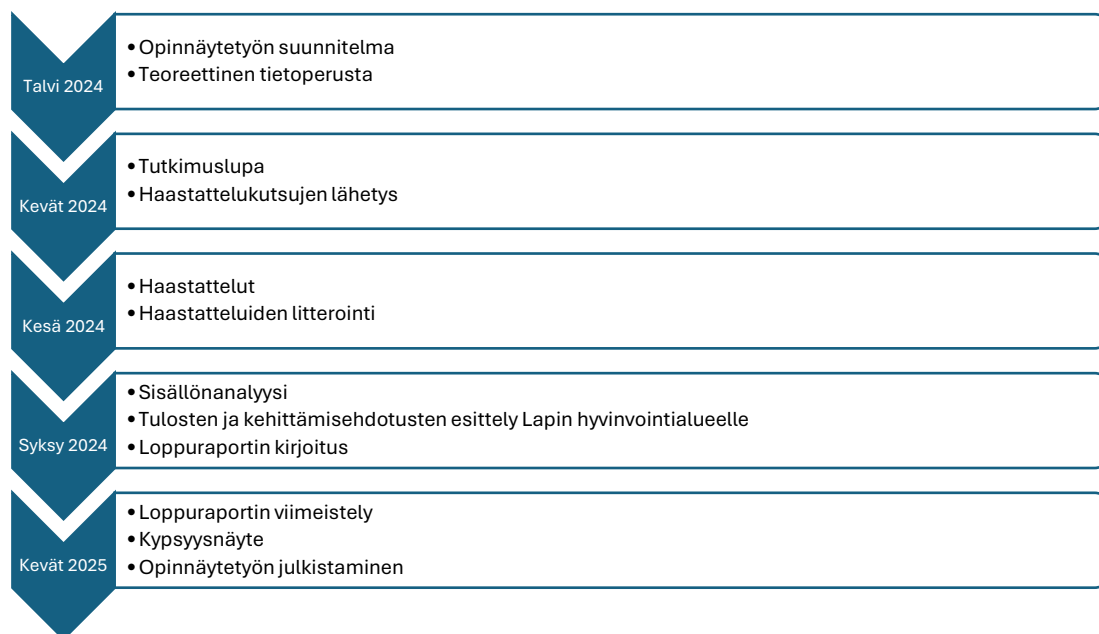 Talvi 2024
• Opinnäytetyön suunnitelma
• Teoreettinen tietoperusta
Kevät 2024
• Tutkimuslupa
• Haastattelukutsujen lähetys
Kesä 2024
• Haastattelut
• Haastatteluiden litterointi
Syksy 2024
• Sisällönanalyysi
• Tulosten ja kehittämisehdotusten esittely Lapin hyvinvointialueelle
• Loppuraportin kirjoitus
Kevät 2025
• Loppuraportin viimeistely
• Kypsyysnäyte
• Opinnäytetyön julkistaminen